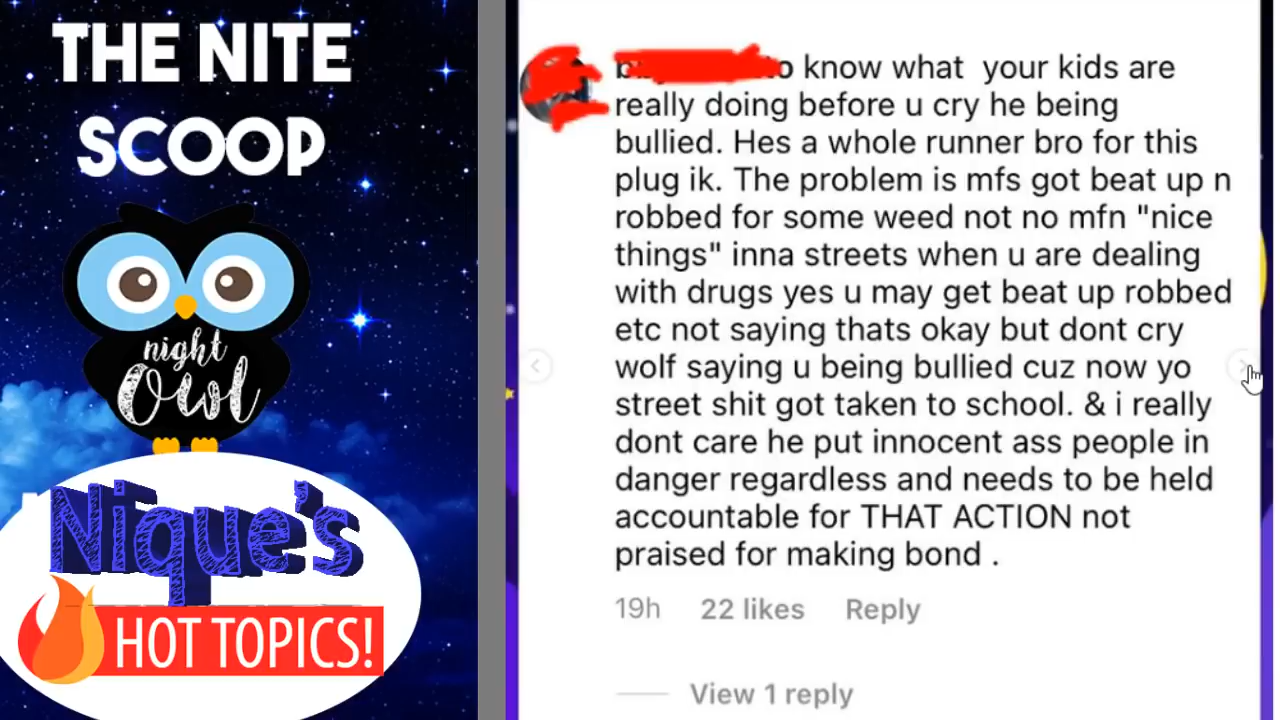 THE NITE
SCOOP
night
Owl
Nique's
HOT TOPICS!
know what your kids are
really doing before u cry he being
bullied. Hes a whole runner bro for this
plug ik. The problem is mfs got beat up n
robbed for some weed not no mfn "nice
things" inna streets when u are dealing
with drugs yes u may get beat up robbed
etc not saying thats okay but dont cry
wolf saying u being bullied cuz now yo
street shit got taken to school. & i really
dont care he put innocent ass people in
danger regardless and needs to be held
accountable for THAT ACTION not
praised for making bond .
19h 22 likes Reply
View 1 reply